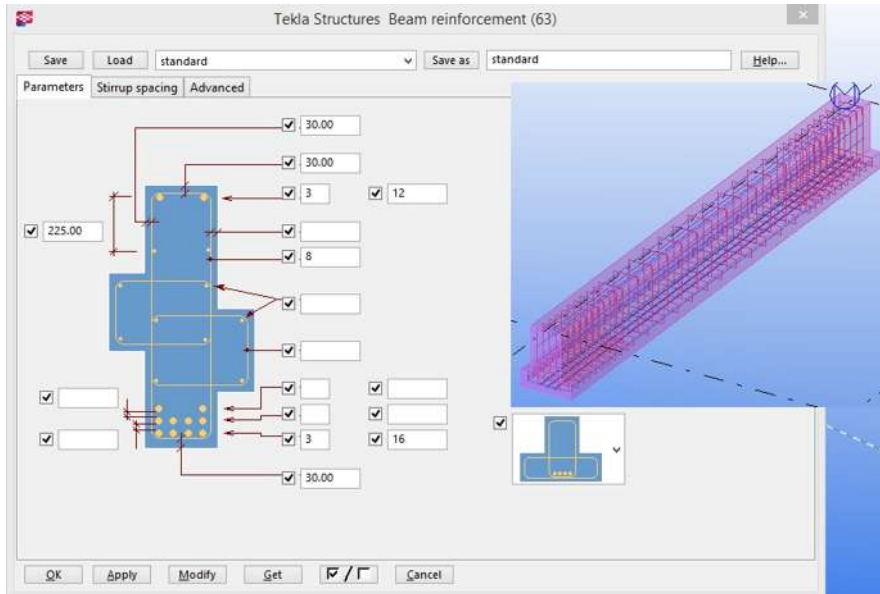 Tekla Structures Beam reinforcement (63)
Save Load standard Save as standard Help...
Parameters Stirrup spacing Advanced
30.00
30.00
3 12
225.00
8
3 16
30.00
OK Apply Modify Get / Cancel